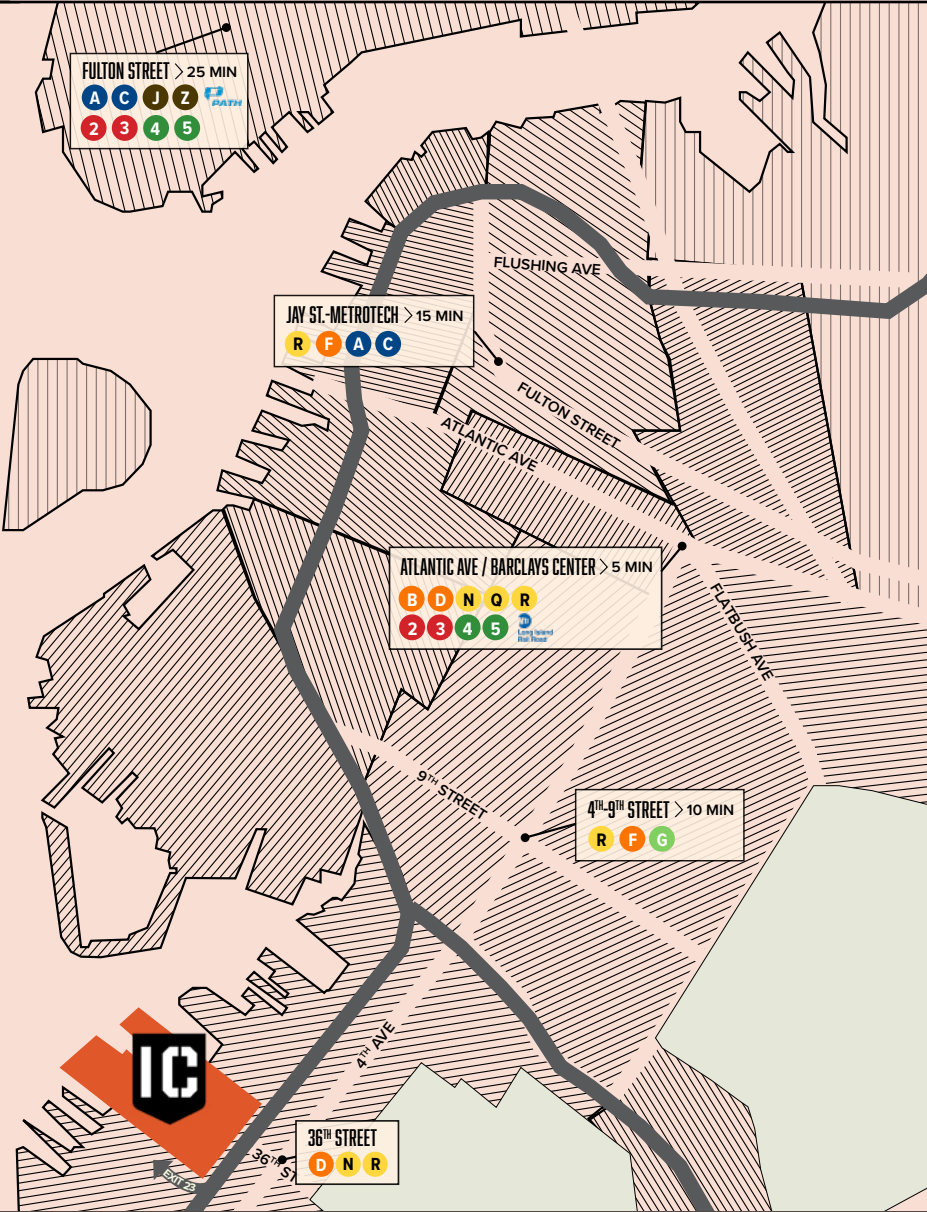 FULTON STREET > 25 MIN
A C J Z PATH
2 3 4 5
FLUSHING AVE
JAY ST.-METROTECH > 15 MIN
R F A C
FULTON STREET
ATLANTIC AVE
ATLANTIC AVE / BARCLAYS CENTER > 5 MIN
B D N Q R
2 3 4 5 Long Island
Rail Road
FLATBUSH AVE
9TH STREET
4TH-9TH STREET > 10 MIN
R F G
4TH AVE
IC
36TH STREET
D N R
36TH ST
EXIT 23